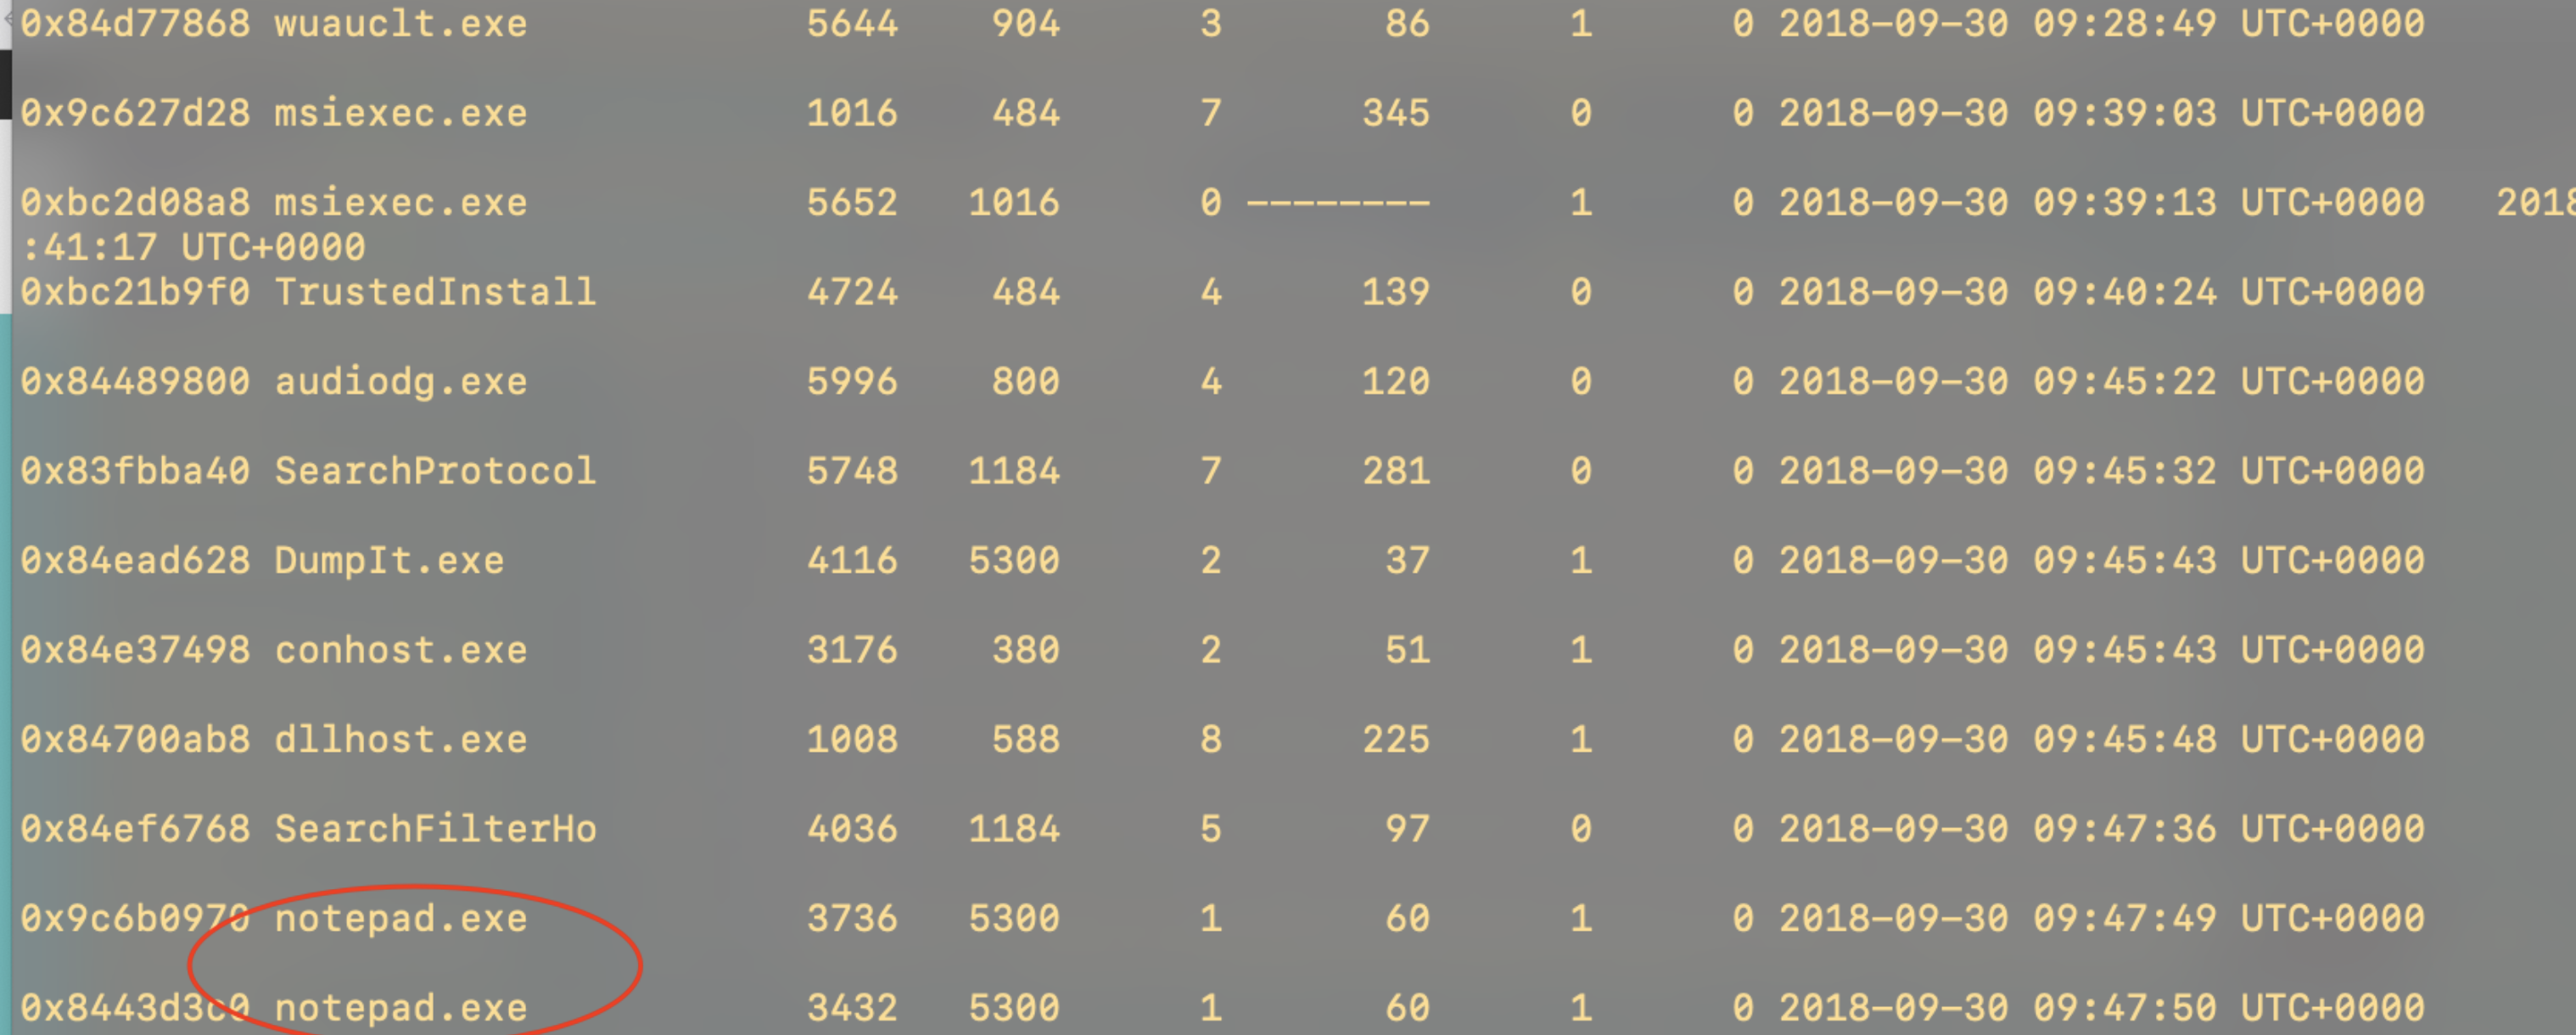 0x84d77868 wuauclt.exe 5644 904 3 86 1 0 2018-09-30 09:28:49 UTC+0000
0x9c627d28 msiexec.exe 1016 484 7 345 0 0 2018-09-30 09:39:03 UTC+0000
0xbc2d08a8 msiexec.exe 5652 1016 0 -------- 1 0 2018-09-30 09:39:13 UTC+0000 2018
:41:17 UTC+0000
0xbc21b9f0 TrustedInstall 4724 484 4 139 0 0 2018-09-30 09:40:24 UTC+0000
0x84489800 audiodg.exe 5996 800 4 120 0 0 2018-09-30 09:45:22 UTC+0000
0x83fbba40 SearchProtocol 5748 1184 7 281 0 0 2018-09-30 09:45:32 UTC+0000
0x84ead628 DumpIt.exe 4116 5300 2 37 1 0 2018-09-30 09:45:43 UTC+0000
0x84e37498 conhost.exe 3176 380 2 51 1 0 2018-09-30 09:45:43 UTC+0000
0x84700ab8 dllhost.exe 1008 588 8 225 1 0 2018-09-30 09:45:48 UTC+0000
0x84ef6768 SearchFilterHo 4036 1184 5 97 0 0 2018-09-30 09:47:36 UTC+0000
0x9c6b0970 notepad.exe 3736 5300 1 60 1 0 2018-09-30 09:47:49 UTC+0000
0x8443d3c0 notepad.exe 3432 5300 1 60 1 0 2018-09-30 09:47:50 UTC+0000